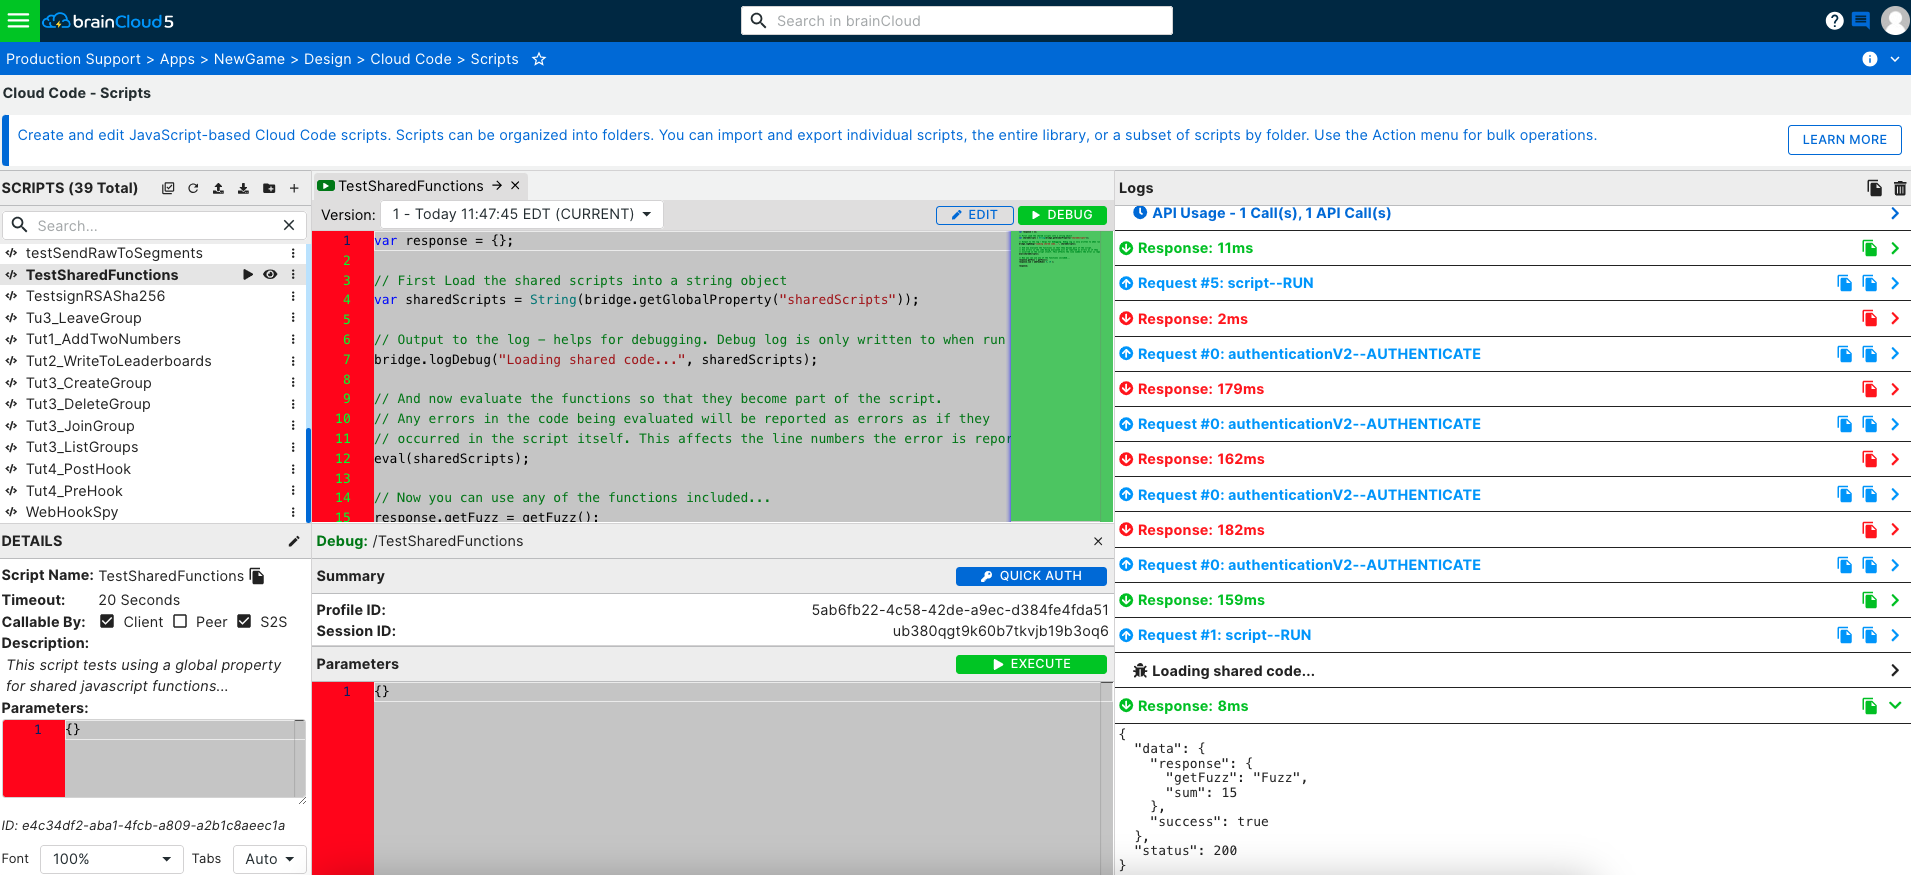 brainCloud5
Search in brainCloud
Production Support > Apps > NewGame > Design > Cloud Code > Scripts
Cloud Code - Scripts
Create and edit JavaScript-based Cloud Code scripts. Scripts can be organized into folders. You can import and export individual scripts, the entire library, or a subset of scripts by folder. Use the Action menu for bulk operations.
LEARN MORE
SCRIPTS (39 Total)
Search...
testSendRawToSegments
TestSharedFunctions
TestsignRSASha256
Tu3_LeaveGroup
Tut1_AddTwoNumbers
Tut2_WriteToLeaderboards
Tut3_CreateGroup
Tut3_DeleteGroup
Tut3_JoinGroup
Tut3_ListGroups
Tut4_PostHook
Tut4_PreHook
WebHookSpy
DETAILS
Script Name: TestSharedFunctions
Timeout: 20 Seconds
Callable By: Client Peer S2S
Description:
This script tests using a global property
for shared javascript functions...
Parameters:
1 {}
ID: e4c34df2-aba1-4fcb-a809-a2b1c8aeec1a
Font 100% Tabs Auto
TestSharedFunctions
Version: 1 - Today 11:47:45 EDT (CURRENT)
EDIT
DEBUG
1 var response = {};
2
3 // First Load the shared scripts into a string object
4 var sharedScripts = String(bridge.getGlobalProperty("sharedScripts"));
5
6 // Output to the log – helps for debugging. Debug log is only written to when run
7 bridge.logDebug("Loading shared code...", sharedScripts);
8
9 // And now evaluate the functions so that they become part of the script.
10 // Any errors in the code being evaluated will be reported as errors as if they
11 // occurred in the script itself. This affects the line numbers the error is repor
12 eval(sharedScripts);
13
14 // Now you can use any of the functions included...
15 response.getFuzz = getFuzz();
Debug: /TestSharedFunctions
Summary
QUICK AUTH
Profile ID: 5ab6fb22-4c58-42de-a9ec-d384fe4fda51
Session ID: ub380qgt9k60b7tkvjb19b3oq6
Parameters
EXECUTE
1 {}
Logs
API Usage - 1 Call(s), 1 API Call(s)
Response: 11ms
Request #5: script--RUN
Response: 2ms
Request #0: authenticationV2--AUTHENTICATE
Response: 179ms
Request #0: authenticationV2--AUTHENTICATE
Response: 162ms
Request #0: authenticationV2--AUTHENTICATE
Response: 182ms
Request #0: authenticationV2--AUTHENTICATE
Response: 159ms
Request #1: script--RUN
Loading shared code...
Response: 8ms
{
"data": {
"response": {
"getFuzz": "Fuzz",
"sum": 15
},
"success": true
},
"status": 200
}